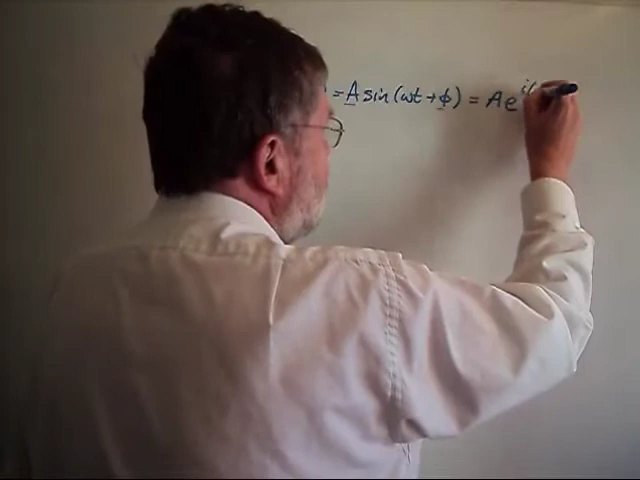 ) = A sin(ωt + ϕ) = Ae^i(